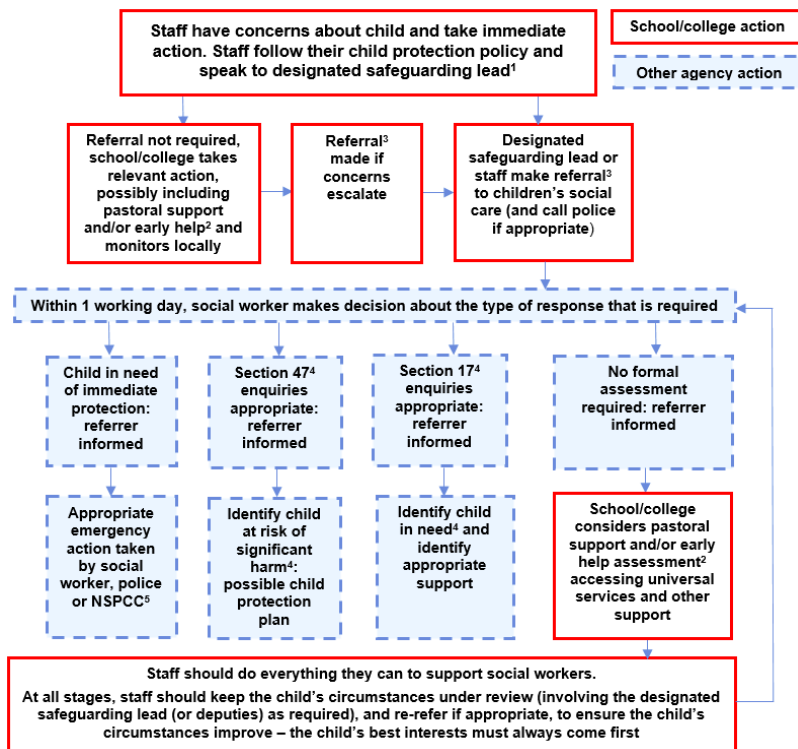 Staff have concerns about child and take immediate
action. Staff follow their child protection policy and
speak to designated safeguarding lead¹
School/college action
Other agency action
Referral not required,
school/college takes
relevant action,
possibly including
pastoral support
and/or early help² and
monitors locally
Referral³
made if
concerns
escalate
Designated
safeguarding lead or
staff make referral³
to children's social
care (and call police
if appropriate)
Within 1 working day, social worker makes decision about the type of response that is required
Child in need
of immediate
protection:
referrer
informed
Section 47⁴
enquiries
appropriate:
referrer
informed
Section 17⁴
enquiries
appropriate:
referrer
informed
No formal
assessment
required: referrer
informed
Appropriate
emergency
action taken
by social
worker, police
or NSPCC⁵
Identify child
at risk of
significant
harm⁴:
possible child
protection
plan
Identify child
in need⁴ and
identify
appropriate
support
School/college
considers pastoral
support and/or early
help assessment²
accessing universal
services and other
support
Staff should do everything they can to support social workers.
At all stages, staff should keep the child's circumstances under review (involving the designated
safeguarding lead (or deputies) as required), and re-refer if appropriate, to ensure the child's
circumstances improve – the child's best interests must always come first